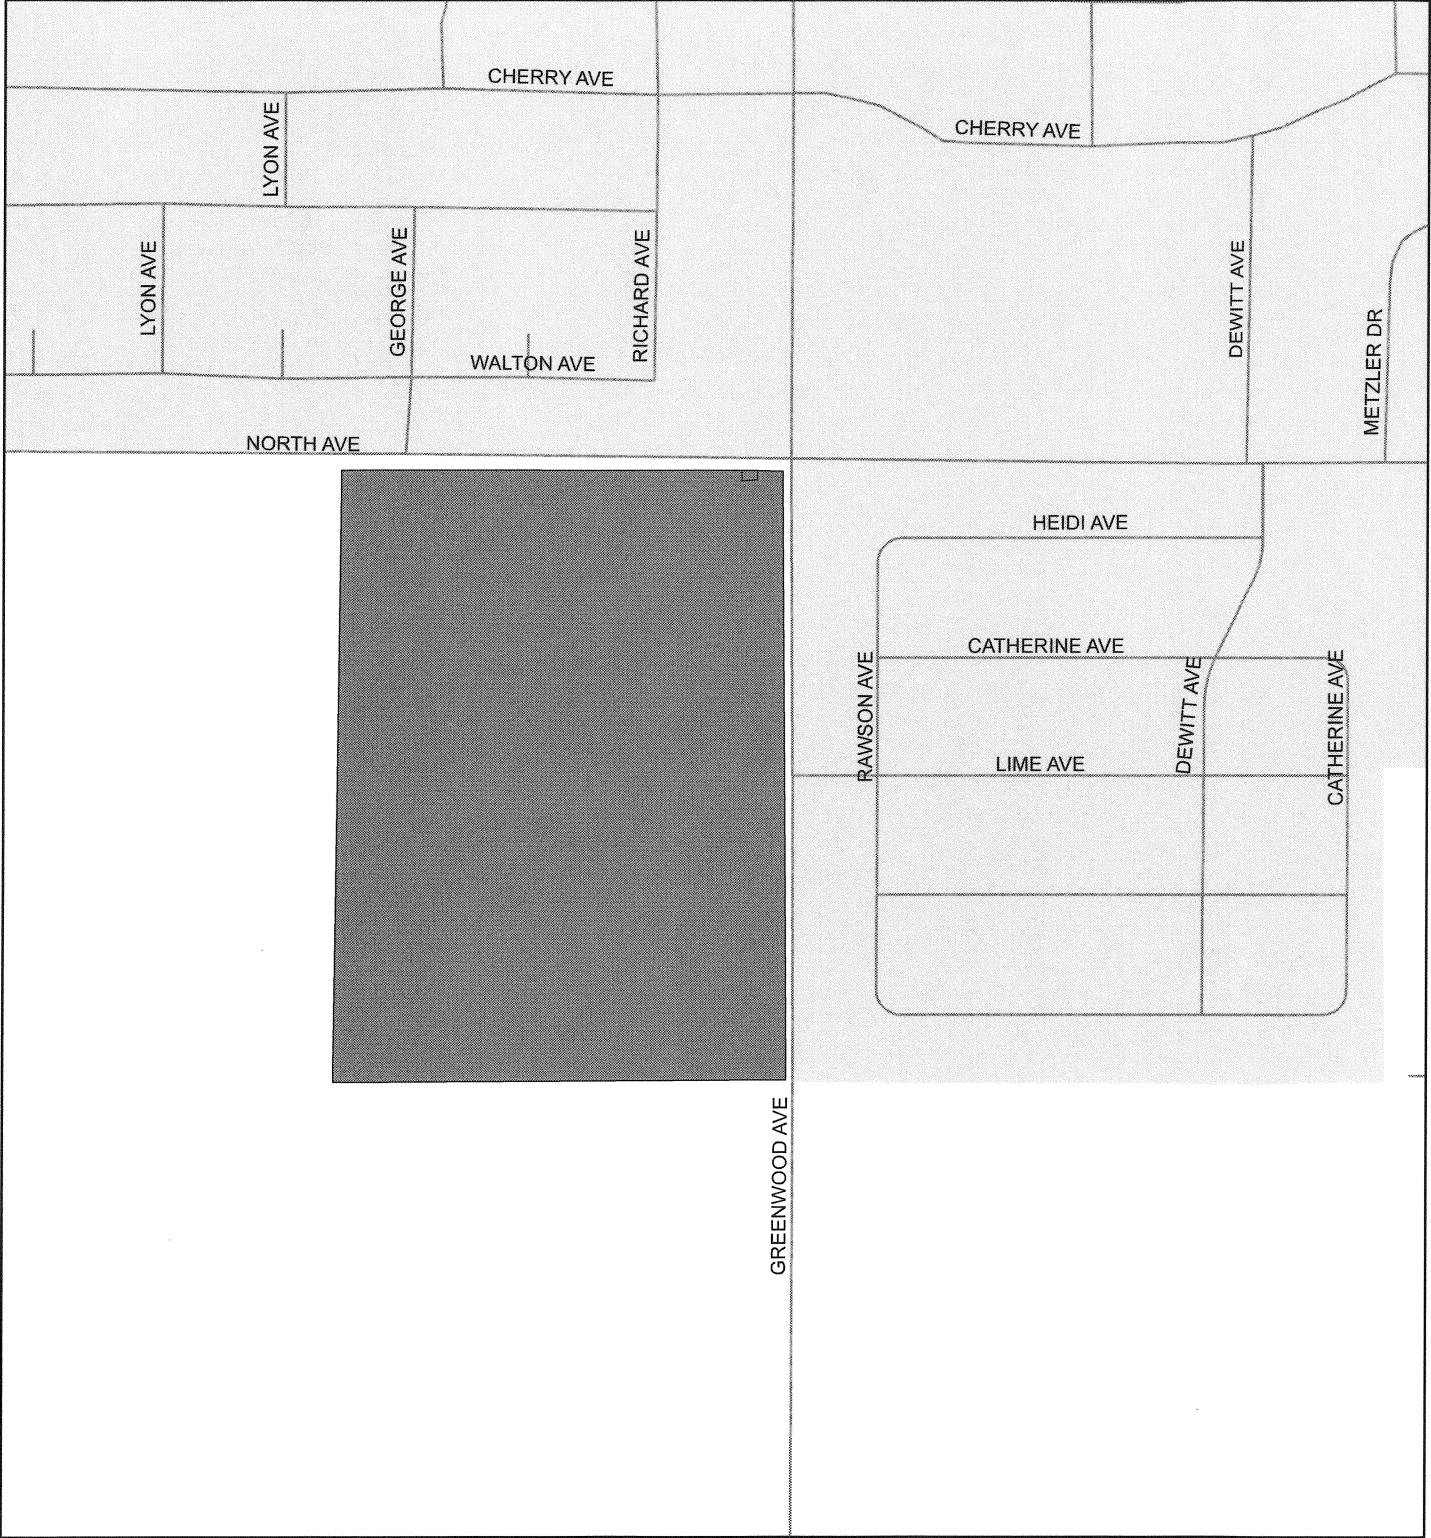 CHERRY AVE
CHERRY AVE
LYON AVE
LYON AVE
GEORGE AVE
RICHARD AVE
DEWITT AVE
METZLER DR
WALTON AVE
NORTH AVE
HEIDI AVE
CATHERINE AVE
RAWSON AVE
DEWITT AVE
CATHERINE AVE
LIME AVE
GREENWOOD AVE